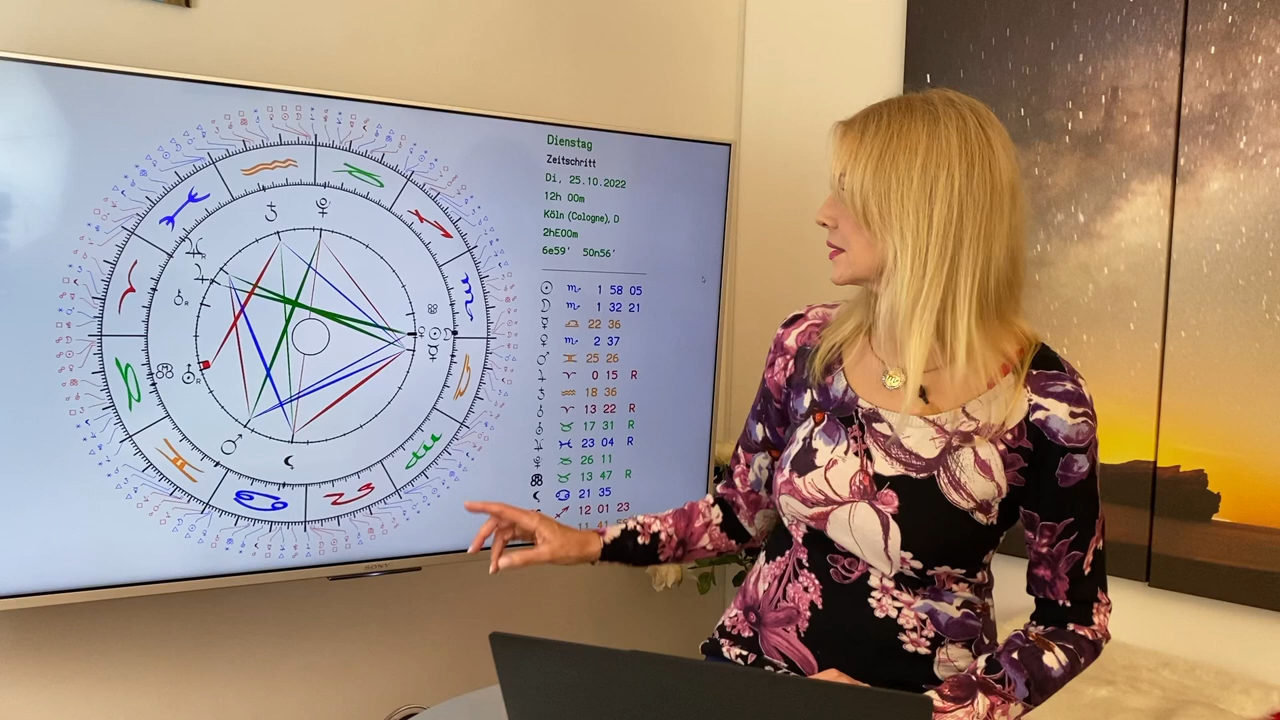 Dienstag
Zeitschritt
Di, 25.10.2022
12h 00m
Köln (Cologne), D
2hE00m
6e59' 50n56'
☉ ♏ 1 58 05
☽ ♏ 1 32 21
☿ ♎ 22 36
♀ ♏ 2 37
♂ ♊ 25 26
♃ ♈ 0 15 R
♄ ♒ 18 36
⚷ ♈ 13 22 R
♅ ♉ 17 31 R
♆ ♓ 23 04 R
♇ ♑ 26 11
☊ ♉ 13 47 R
⚸ ♋ 21 35
♐ 12 01 23
SONY